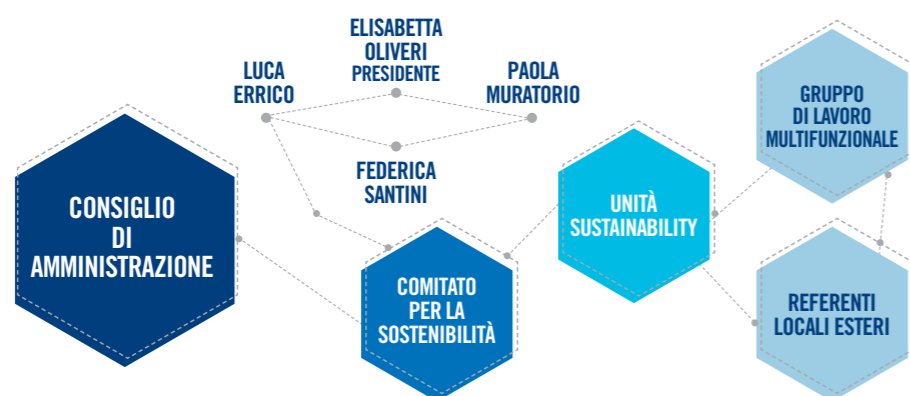 ELISABETTA
OLIVERI
PRESIDENTE
LUCA
ERRICO
PAOLA
MURATORIO
FEDERICA
SANTINI
CONSIGLIO
DI
AMMINISTRAZIONE
COMITATO
PER LA
SOSTENIBILITÀ
UNITÀ
SUSTAINABILITY
GRUPPO
DI LAVORO
MULTIFUNZIONALE
REFERENTI
LOCALI ESTERI